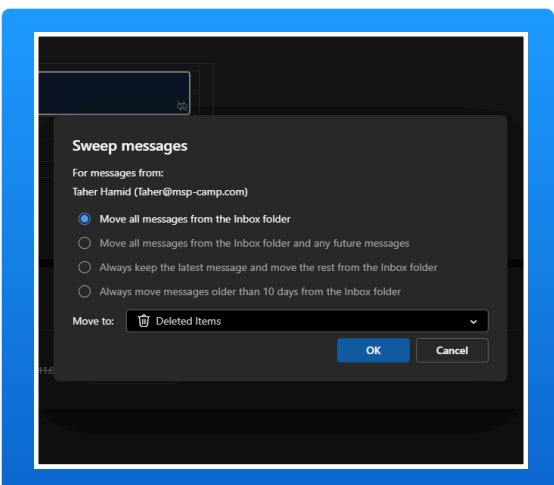 Sweep messages
For messages from:
Taher Hamid (Taher@msp-camp.com)
Move all messages from the Inbox folder
Move all messages from the Inbox folder and any future messages
Always keep the latest message and move the rest from the Inbox folder
Always move messages older than 10 days from the Inbox folder
Move to: Deleted Items
OK Cancel